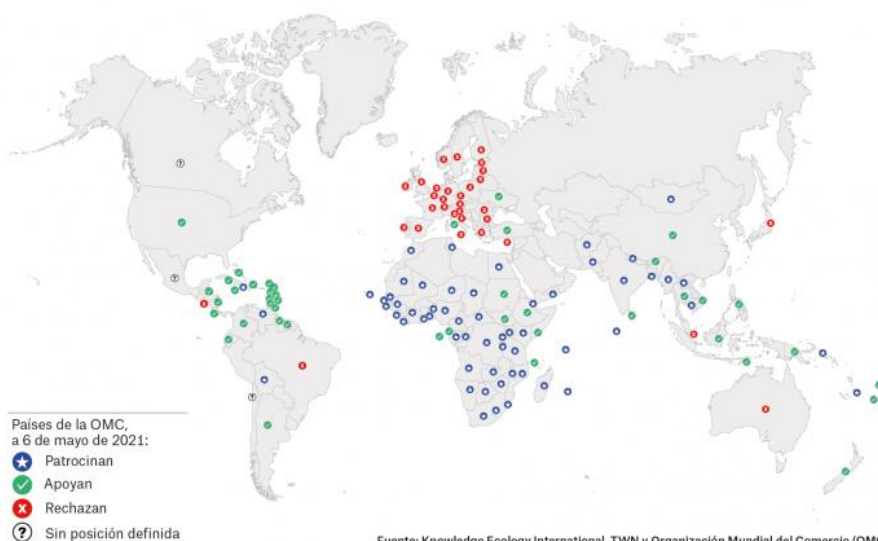 Países de la OMC,
a 6 de mayo de 2021:
Patrocinan
Apoyan
Rechazan
? Sin posición definida
Fuente: Knowledge Ecology International, TWN y Organización Mundial del Comercio (OMC